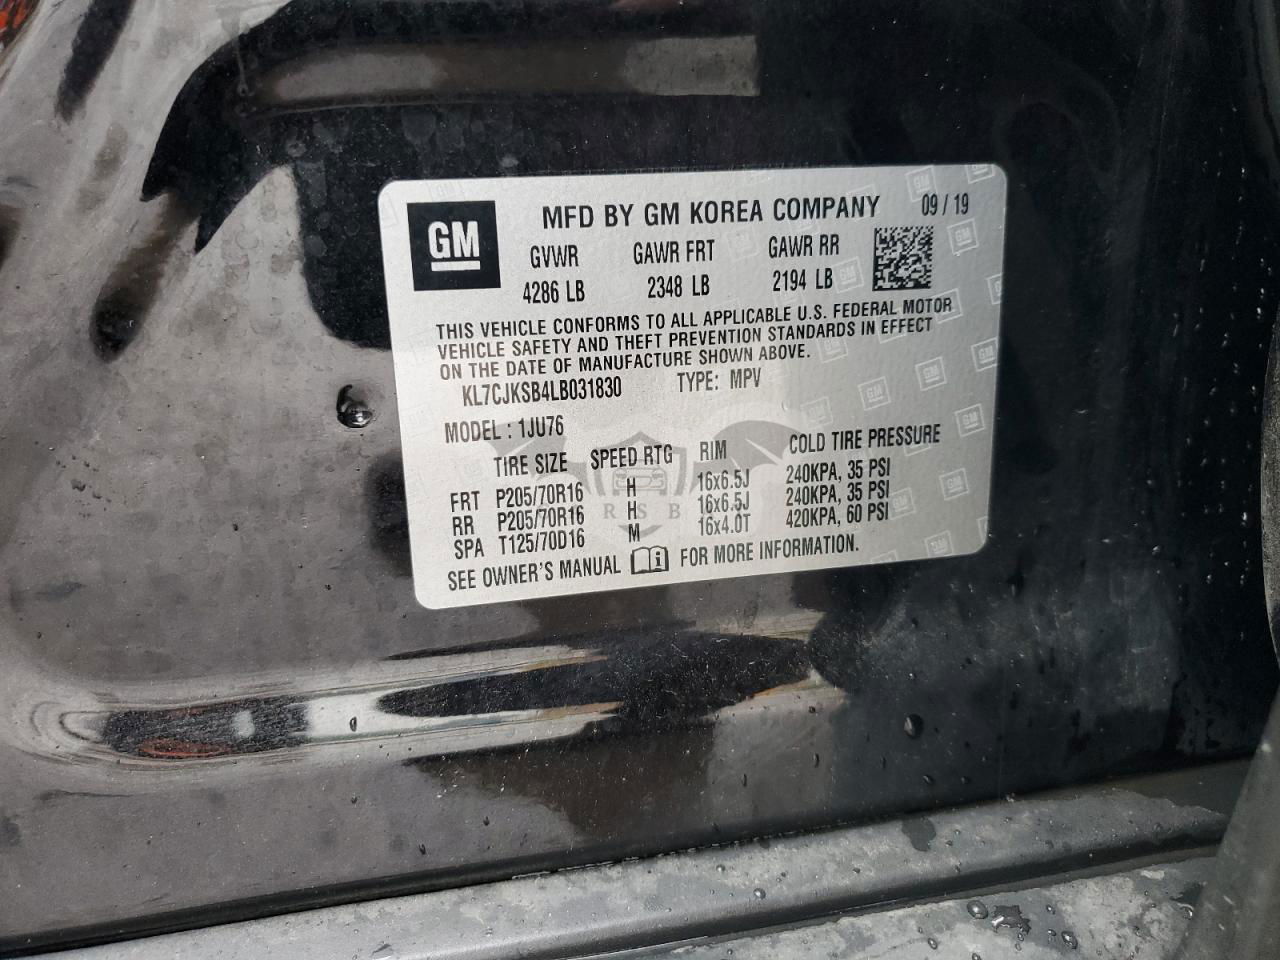 GM
MFD BY GM KOREA COMPANY 09 / 19
GVWR GAWR FRT GAWR RR
4286 LB 2348 LB 2194 LB
THIS VEHICLE CONFORMS TO ALL APPLICABLE U.S. FEDERAL MOTOR
VEHICLE SAFETY AND THEFT PREVENTION STANDARDS IN EFFECT
ON THE DATE OF MANUFACTURE SHOWN ABOVE.
KL7CJKSB4LB031830 TYPE: MPV
MODEL : 1JU76
TIRE SIZE SPEED RTG RIM COLD TIRE PRESSURE
FRT P205/70R16 H 16x6.5J 240KPA, 35 PSI
RR P205/70R16 H 16x6.5J 240KPA, 35 PSI
SPA T125/70D16 M 16x4.0T 420KPA, 60 PSI
RSB
SEE OWNER'S MANUAL i FOR MORE INFORMATION.